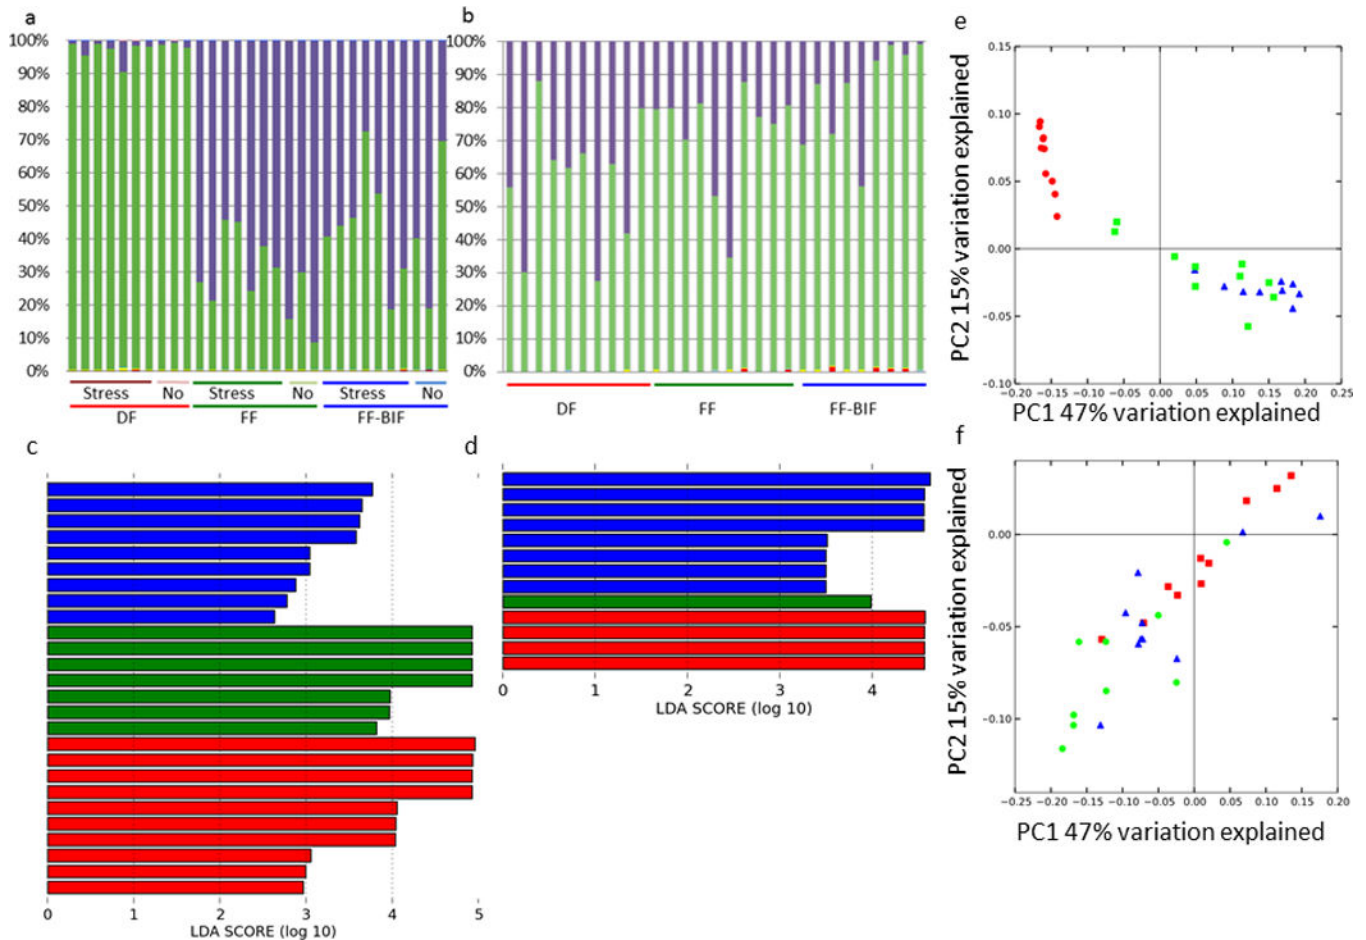 a
100%
90%
80%
70%
60%
50%
40%
30%
20%
10%
0%
Stress No Stress No Stress No
DF FF FF-BIF
b
100%
90%
80%
70%
60%
50%
40%
30%
20%
10%
0%
DF FF FF-BIF
e
0.15
0.10
0.05
0.00
−0.05
−0.10
−0.20 −0.15 −0.10 −0.05 0.00 0.05 0.10 0.15 0.20 0.25
PC2 15% variation explained
PC1 47% variation explained
c
0 1 2 3 4 5
LDA SCORE (log 10)
d
0 1 2 3 4
LDA SCORE (log 10)
f
0.00
−0.05
−0.10
−0.25 −0.20 −0.15 −0.10 −0.05 0.00 0.05 0.10 0.15 0.20
PC2 15% variation explained
PC1 47% variation explained